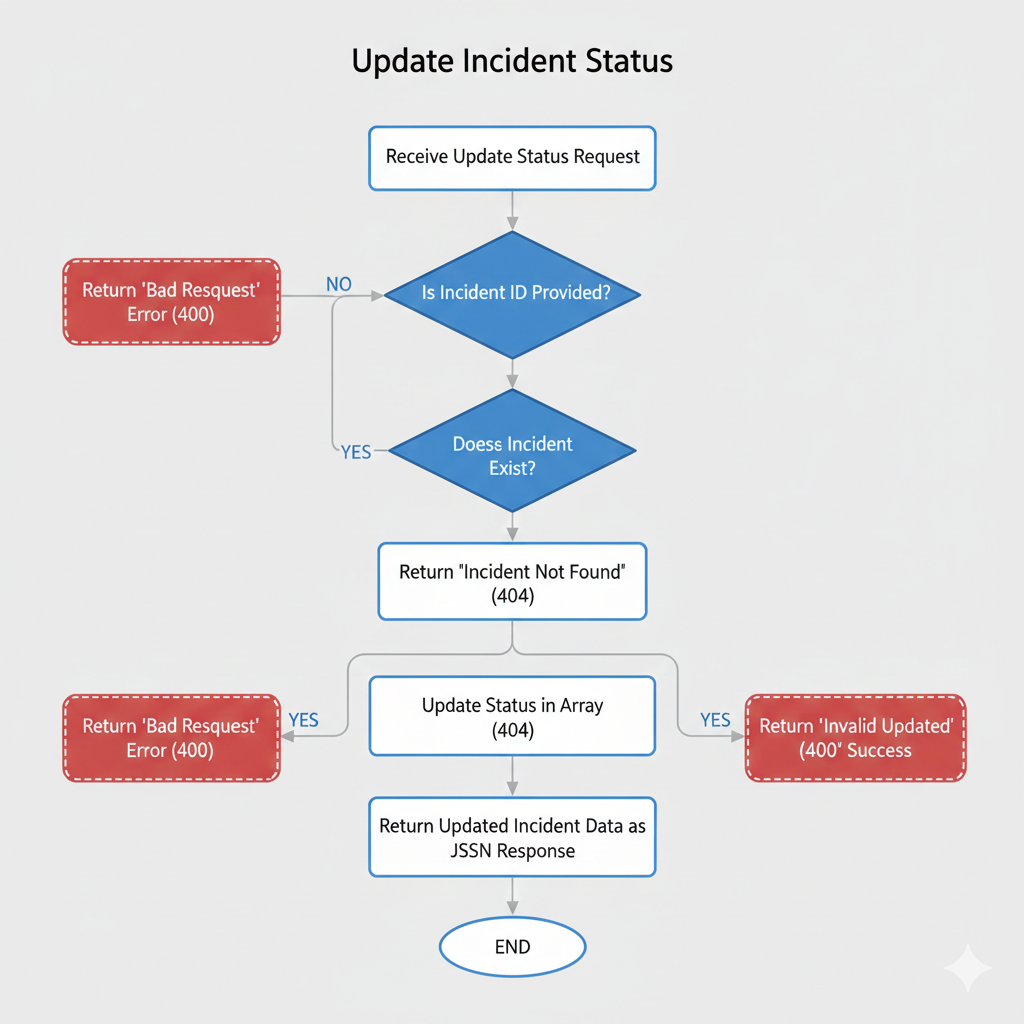 Update Incident Status
Receive Update Status Request
Return 'Bad Resquest'
Error (400)
NO
Is Incident ID Provided?
YES
Doess Incident
Exist?
Return "Incident Not Found"
(404)
Return 'Bad Resquest'
Error (400)
YES
Update Status in Array
(404)
YES
Return 'Invalid Updated'
(400" Success
Return Updated Incident Data as
JSSN Response
END